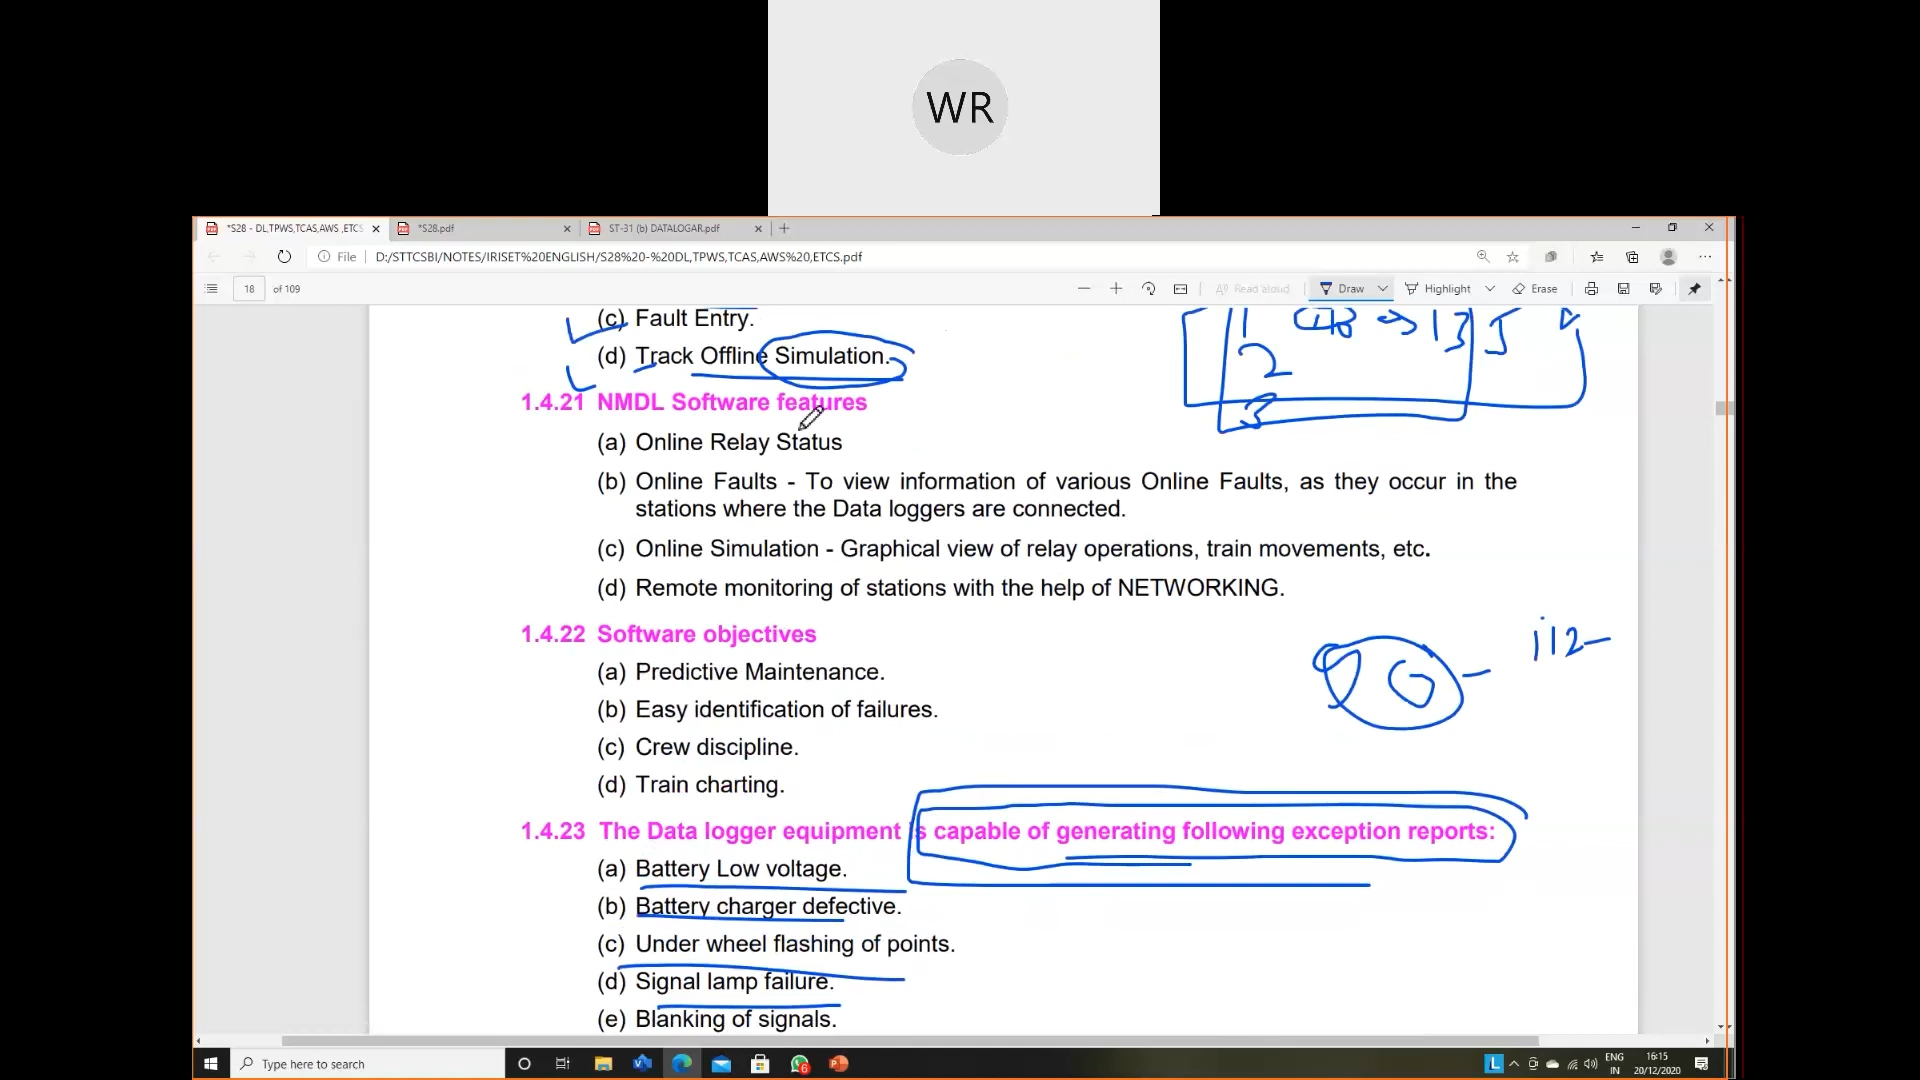 WR
*S28 - DL,TPWS,TCAS,AWS ,ETCS
*S28.pdf
ST-31 (b) DATALOGAR.pdf
File D:/STTCSBI/NOTES/IRISET%20ENGLISH/S28%20-%20DL,TPWS,TCAS,AWS%20,ETCS.pdf
18 of 109
Read aloud Draw Highlight Erase
(c) Fault Entry.
(d) Track Offline Simulation.
1
13
2
3
1.4.21 NMDL Software features
(a) Online Relay Status
(b) Online Faults - To view information of various Online Faults, as they occur in the
stations where the Data loggers are connected.
(c) Online Simulation - Graphical view of relay operations, train movements, etc.
(d) Remote monitoring of stations with the help of NETWORKING.
1.4.22 Software objectives
(a) Predictive Maintenance.
(b) Easy identification of failures.
(c) Crew discipline.
(d) Train charting.
1.4.23 The Data logger equipment is capable of generating following exception reports:
(a) Battery Low voltage.
(b) Battery charger defective.
(c) Under wheel flashing of points.
(d) Signal lamp failure.
(e) Blanking of signals.
Type here to search
6
L
ENG
IN
16:15
20/12/2020